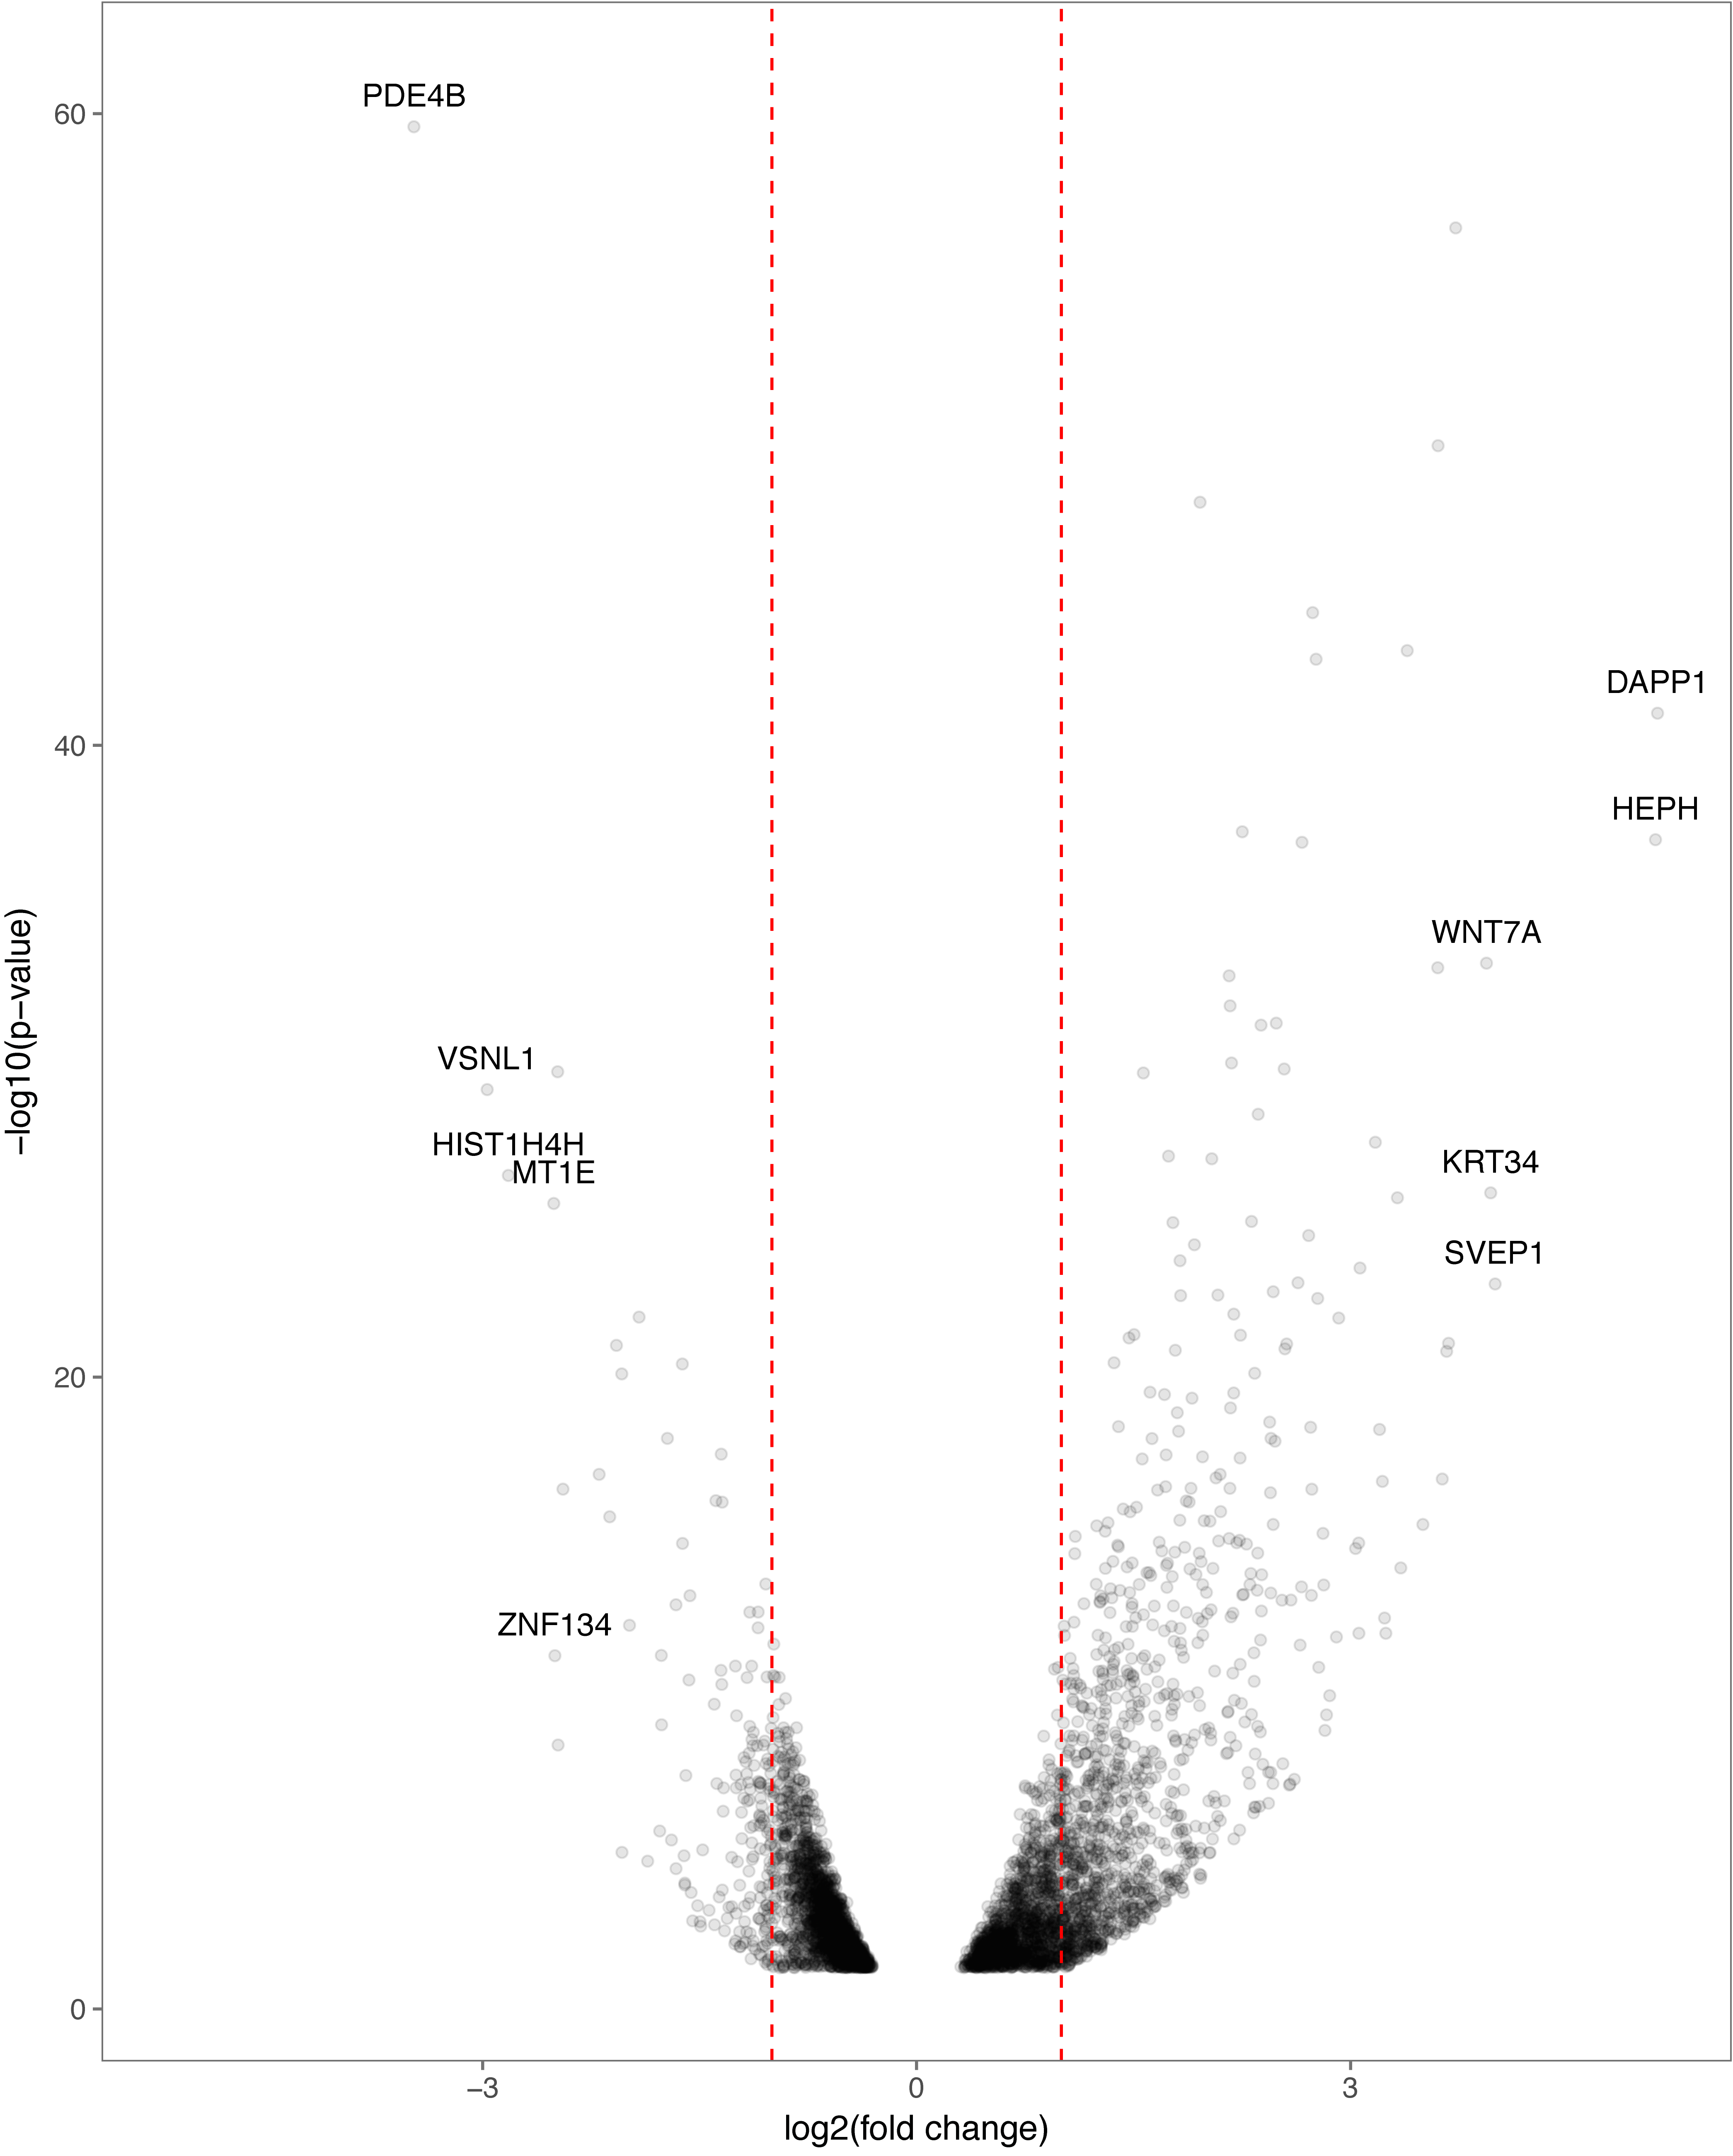 PDE4B
60
DAPP1
40
HEPH
WNT7A
−log10(p−value)
VSNL1
HIST1H4H
MT1E
KRT34
SVEP1
20
ZNF134
0
−3
0
3
log2(fold change)